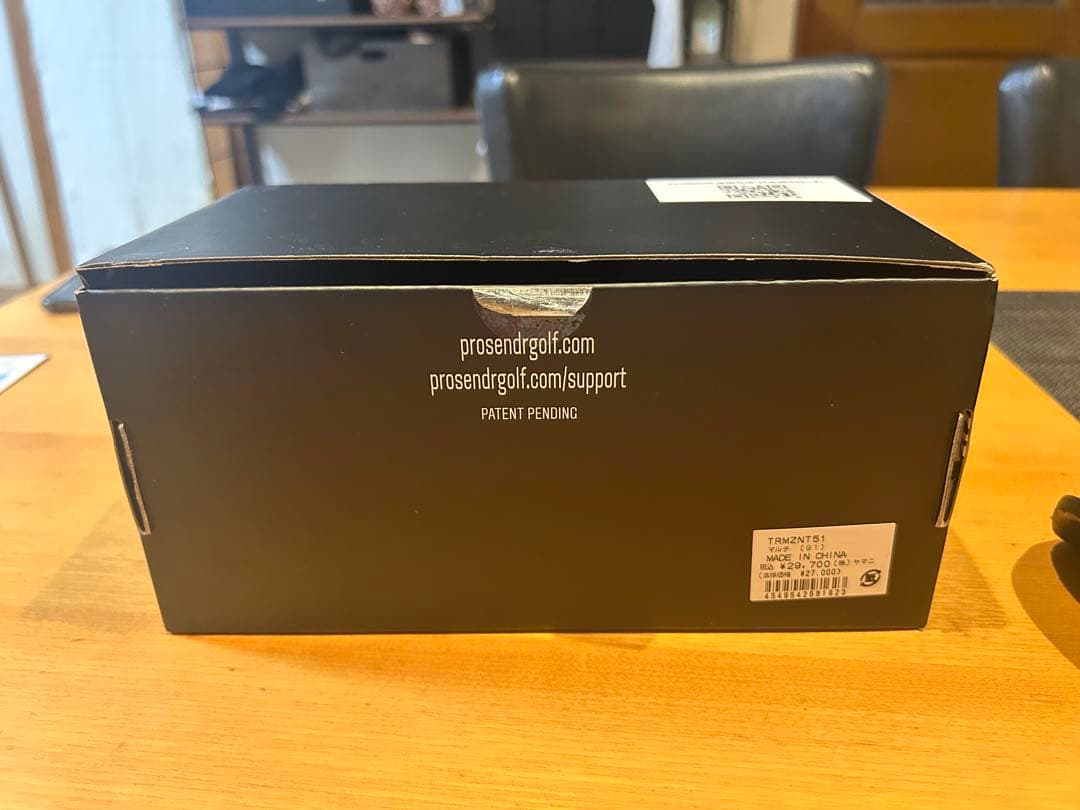 prosendrgolf.com
prosendrgolf.com/support
PATENT PENDING
TRMZNT51
マルチ (91)
MADE IN CHINA
税込 ¥29,700 (株)ヤマニ
(本体価格 ¥27,000)